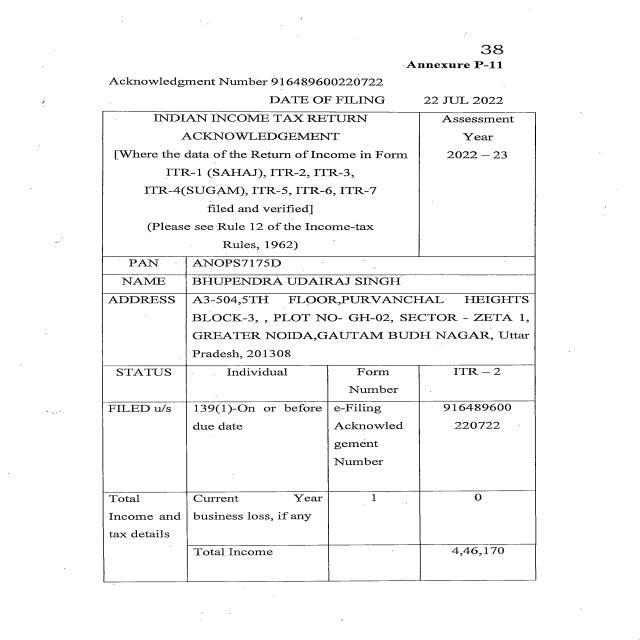 38
Annexure P-11
Acknowledgment Number 916489600220722
DATE OF FILING 22 JUL 2022
INDIAN INCOME TAX RETURN
ACKNOWLEDGEMENT
[Where the data of the Return of Income in Form
ITR-1 (SAHAJ), ITR-2, ITR-3,
ITR-4(SUGAM), ITR-5, ITR-6, ITR-7
filed and verified]
(Please see Rule 12 of the Income-tax
Rules, 1962)
Assessment
Year
2022 – 23
PAN ANOPS7175D
NAME BHUPENDRA UDAIRAJ SINGH
ADDRESS A3-504,5TH FLOOR,PURVANCHAL HEIGHTS
BLOCK-3, , PLOT NO- GH-02, SECTOR - ZETA 1,
GREATER NOIDA,GAUTAM BUDH NAGAR, Uttar
Pradesh, 201308
STATUS Individual Form
Number ITR – 2
FILED u/s 139(1)-On or before
due date
e-Filing
Acknowled
gement
Number
916489600
220722
Total
Income and
tax details
Current Year
business loss, if any
1 0
Total Income 4,46,170